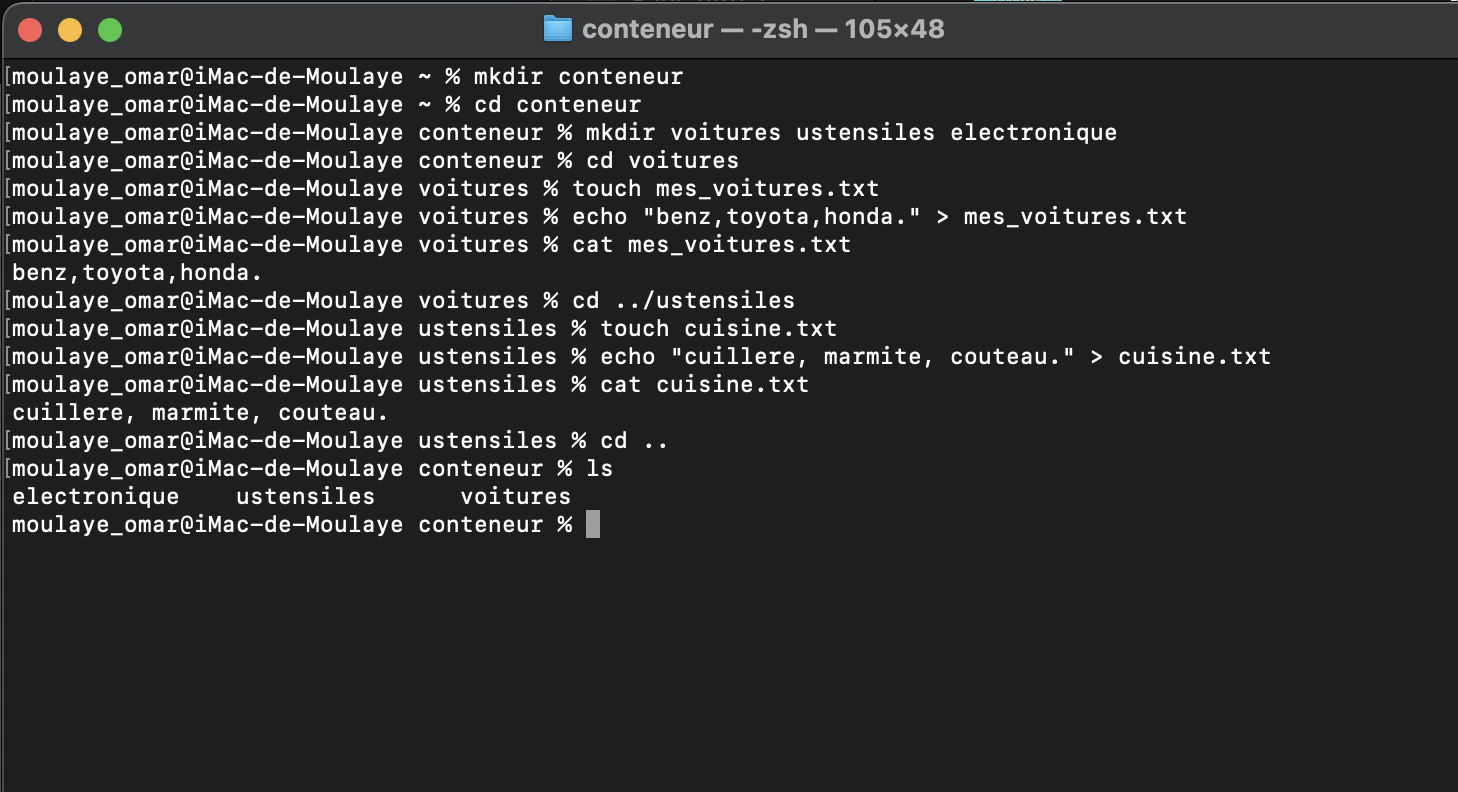 conteneur — -zsh — 105×48
[moulaye_omar@iMac-de-Moulaye ~ % mkdir conteneur
[moulaye_omar@iMac-de-Moulaye ~ % cd conteneur
[moulaye_omar@iMac-de-Moulaye conteneur % mkdir voitures ustensiles electronique
[moulaye_omar@iMac-de-Moulaye conteneur % cd voitures
[moulaye_omar@iMac-de-Moulaye voitures % touch mes_voitures.txt
[moulaye_omar@iMac-de-Moulaye voitures % echo "benz,toyota,honda." > mes_voitures.txt
[moulaye_omar@iMac-de-Moulaye voitures % cat mes_voitures.txt
benz,toyota,honda.
[moulaye_omar@iMac-de-Moulaye voitures % cd ../ustensiles
[moulaye_omar@iMac-de-Moulaye ustensiles % touch cuisine.txt
[moulaye_omar@iMac-de-Moulaye ustensiles % echo "cuillere, marmite, couteau." > cuisine.txt
[moulaye_omar@iMac-de-Moulaye ustensiles % cat cuisine.txt
cuillere, marmite, couteau.
[moulaye_omar@iMac-de-Moulaye ustensiles % cd ..
[moulaye_omar@iMac-de-Moulaye conteneur % ls
electronique    ustensiles      voitures
moulaye_omar@iMac-de-Moulaye conteneur %